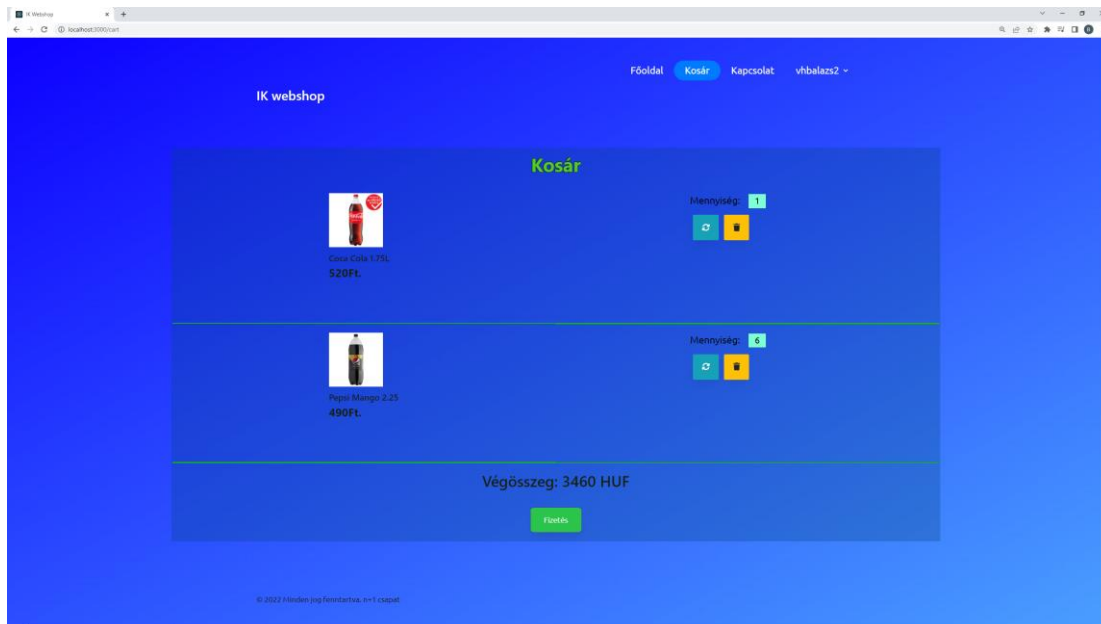 IK Webshop
localhost:3000/cart
Főoldal Kosár Kapcsolat vhbalazs2
IK webshop
Kosár
Mennyiség: 1
Coca Cola 1.75L
520Ft.
Mennyiség: 6
Pepsi Mango 2.25
490Ft.
Végösszeg: 3460 HUF
Fizetés
© 2022 Minden jog fenntartva. n+1 csapat